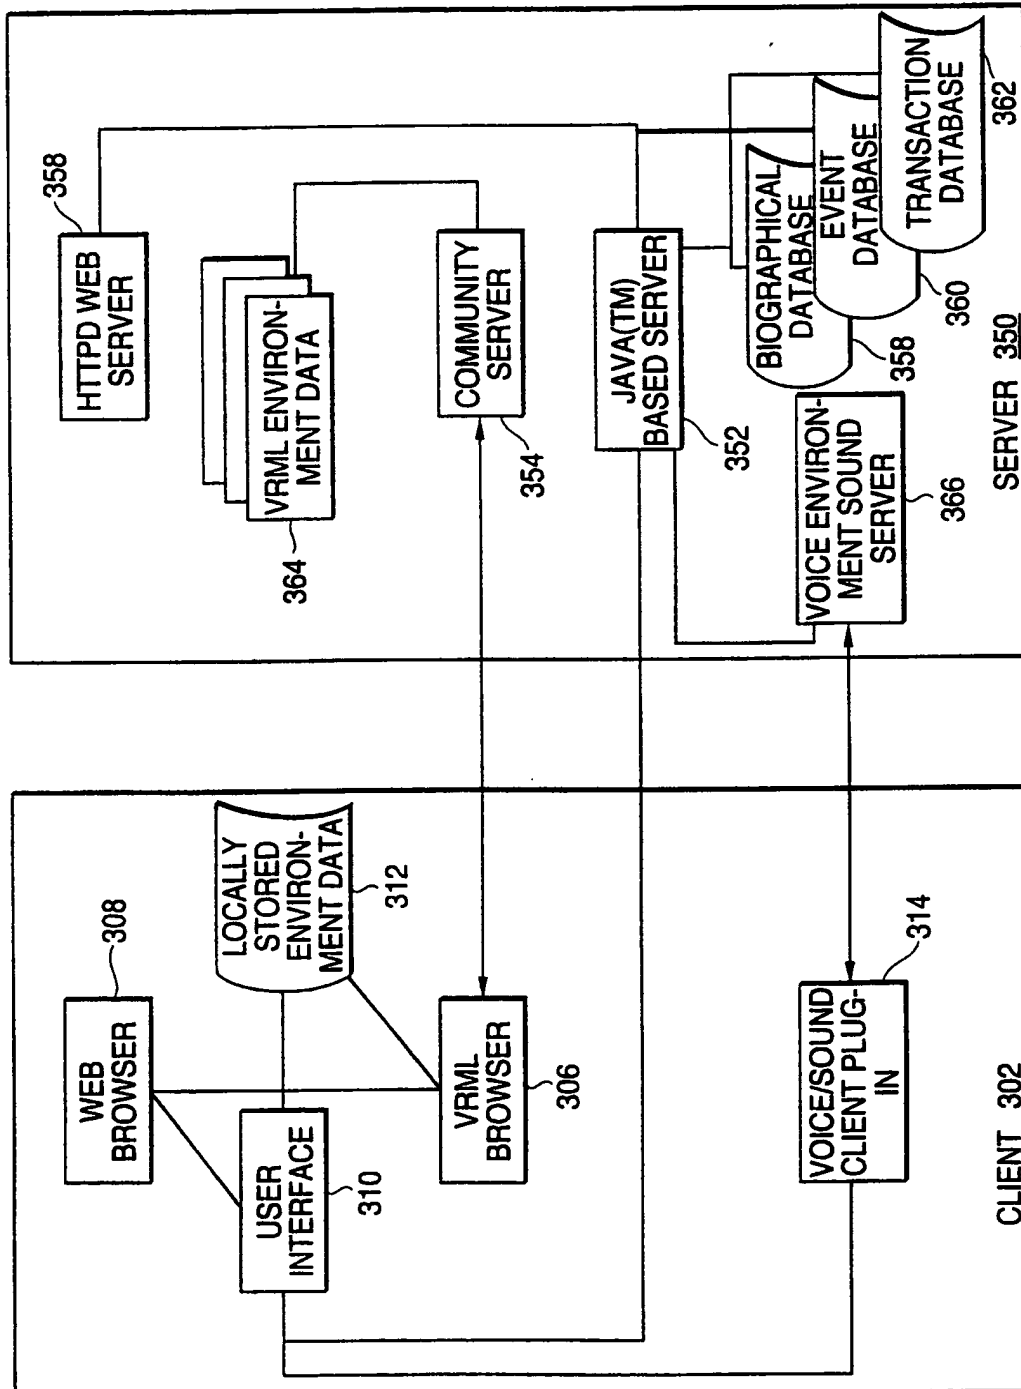 308
WEB
BROWSER
USER
INTERFACE
310
LOCALLY
STORED
ENVIRON-
MENT DATA
312
VRML
BROWSER
306
VOICE/SOUND
CLIENT PLUG-
IN
314
CLIENT 302
358
HTTPD WEB
SERVER
VRML ENVIRON-
MENT DATA
364
COMMUNITY
SERVER
354
JAVA(TM)
BASED SERVER
352
BIOGRAPHICAL
DATABASE
358
EVENT
DATABASE
360
TRANSACTION
DATABASE
362
VOICE ENVIRON-
MENT SOUND
SERVER
366
SERVER 350